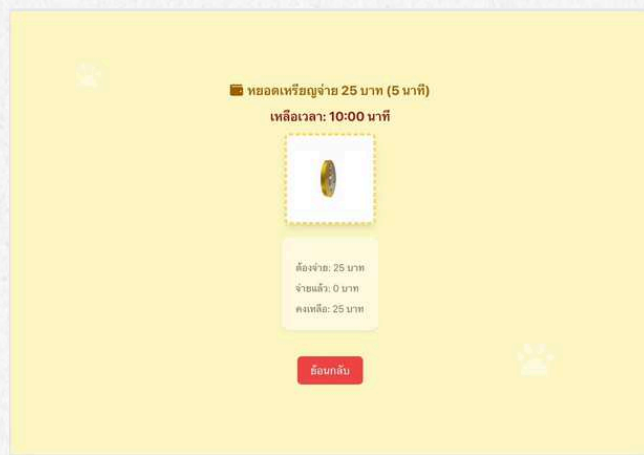 หยอดเหรียญจ่าย 25 บาท (5 นาที)
เหลือเวลา: 10:00 นาที
ต้องจ่าย: 25 บาท
จ่ายแล้ว: 0 บาท
คงเหลือ: 25 บาท
ย้อนกลับ